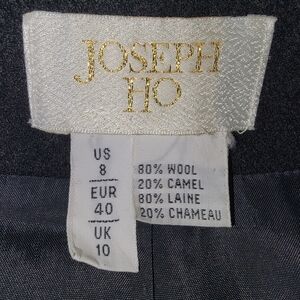 JOSEPH
HO
US
8
EUR
40
UK
10
80% WOOL
20% CAMEL
80% LAINE
20% CHAMEAU